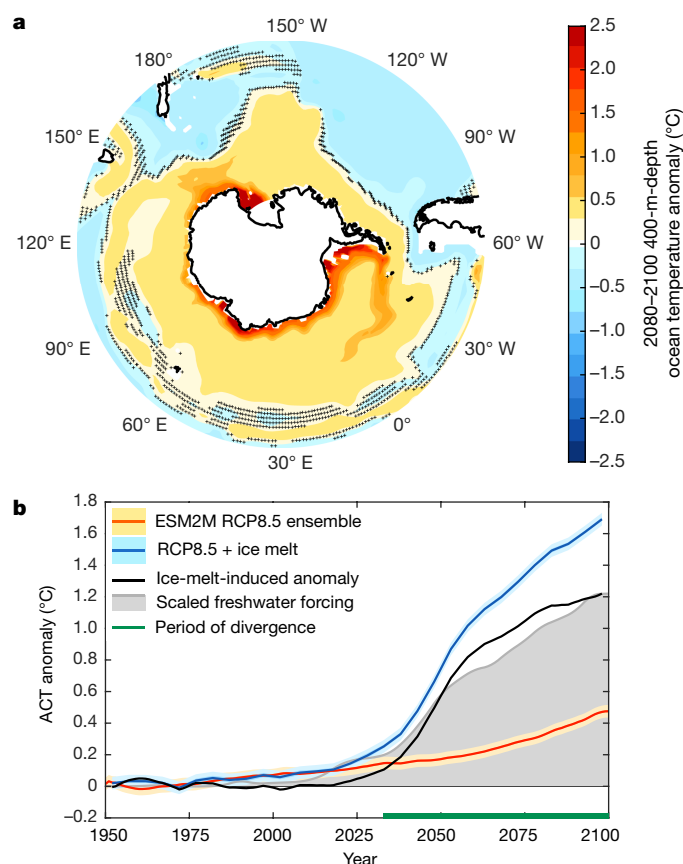 a
150° W
180°
120° W
150° E
90° W
120° E
60° W
90° E
30° W
60° E
0°
30° E
2.5
2.0
1.5
1.0
0.5
0
−0.5
−1.0
−1.5
−2.0
−2.5
2080–2100 400-m-depth
ocean temperature anomaly (°C)
b
1.8
1.6
1.4
1.2
1.0
0.8
0.6
0.4
0.2
0
−0.2
ACT anomaly (°C)
ESM2M RCP8.5 ensemble
RCP8.5 + ice melt
Ice-melt-induced anomaly
Scaled freshwater forcing
Period of divergence
1950 1975 2000 2025 2050 2075 2100
Year